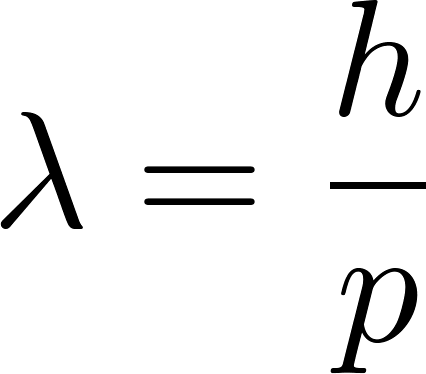 λ = h/p